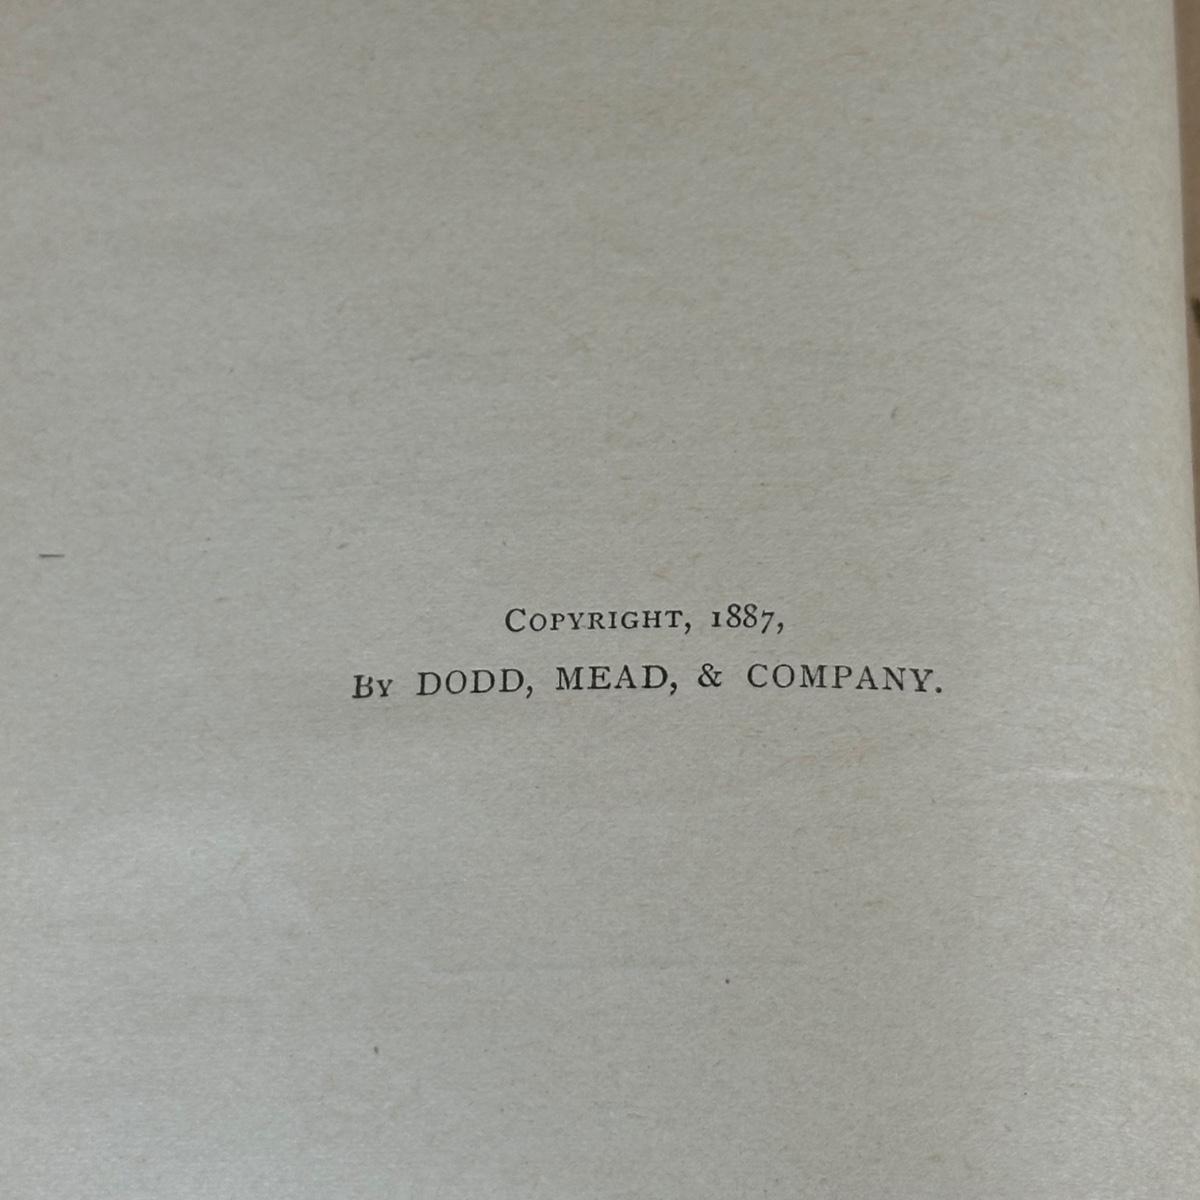 Copyright, 1887,
By DODD, MEAD, & COMPANY.